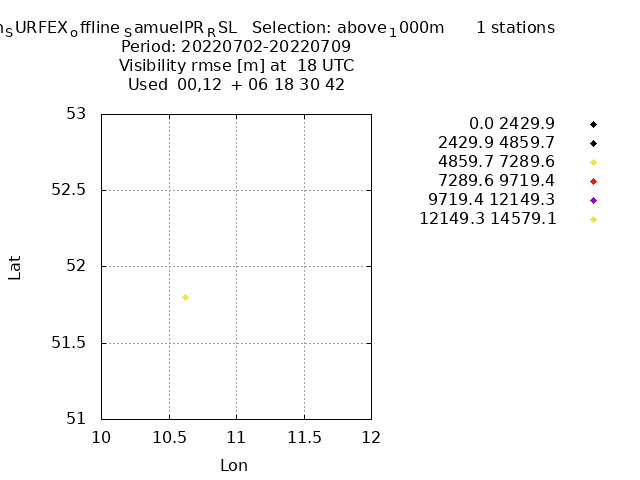 SURFEXoffline SamuelPRRSL Selection: above1000m 1 stations
Period: 20220702-20220709
Visibility rmse [m] at 18 UTC
Used 00,12 + 06 18 30 42
53
52.5
52
51.5
51
10 10.5 11 11.5 12
Lat
Lon
0.0 2429.9
2429.9 4859.7
4859.7 7289.6
7289.6 9719.4
9719.4 12149.3
12149.3 14579.1